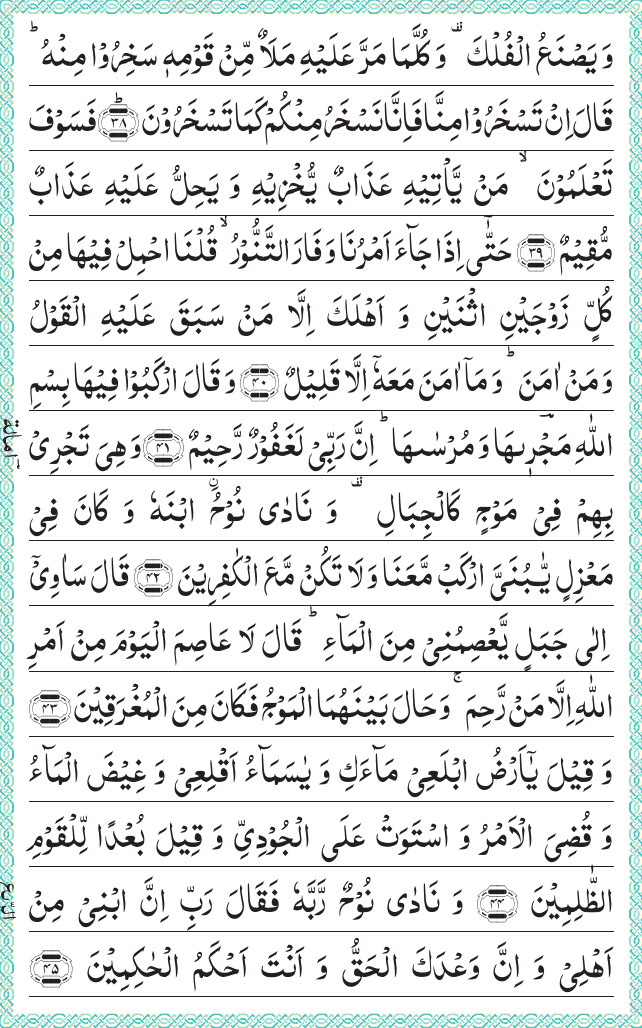 وَیَصْنَعُ الْفُلْكَ ۫ وَكُلَّمَا مَرَّ عَلَیْهِ مَلَاٌ مِّنْ قَوْمِهٖ سَخِرُوْا مِنْهُ ؕ
قَالَ اِنْ تَسْخَرُوْا مِنَّا فَاِنَّا نَسْخَرُ مِنْكُمْ كَمَا تَسْخَرُوْنَ ؕ﴿۳۸﴾ فَسَوْفَ
تَعْلَمُوْنَ ۙ مَنْ یَّاْتِیْهِ عَذَابٌ یُّخْزِیْهِ وَ یَحِلُّ عَلَیْهِ عَذَابٌ
مُّقِیْمٌ ﴿۳۹﴾ حَتّٰۤی اِذَا جَآءَ اَمْرُنَا وَفَارَ التَّنُّوْرُ ۙ قُلْنَا احْمِلْ فِیْهَا مِنْ
كُلٍّ زَوْجَیْنِ اثْنَیْنِ وَ اَهْلَكَ اِلَّا مَنْ سَبَقَ عَلَیْهِ الْقَوْلُ
وَمَنْ اٰمَنَ ؕ وَمَاۤ اٰمَنَ مَعَهٗۤ اِلَّا قَلِیْلٌ ﴿۴۰﴾ وَقَالَ ارْكَبُوْا فِیْهَا بِسْمِ
اللّٰهِ مَجْؔرٖىهَا وَمُرْسٰىهَا ؕ اِنَّ رَبِّیْ لَغَفُوْرٌ رَّحِیْمٌ ﴿۴۱﴾ وَهِیَ تَجْرِیْ
امالة
بِهِمْ فِیْ مَوْجٍ كَالْجِبَالِ ۫ وَ نَادٰی نُوْحُ ۨابْنَهٗ وَ كَانَ فِیْ
مَعْزِلٍ یّٰبُنَیَّ ارْكَبْ مَّعَنَا وَلَا تَكُنْ مَّعَ الْكٰفِرِیْنَ ﴿۴۲﴾ قَالَ سَاٰوِیْۤ
اِلٰی جَبَلٍ یَّعْصِمُنِیْ مِنَ الْمَآءِ ؕ قَالَ لَا عَاصِمَ الْیَوْمَ مِنْ اَمْرِ
اللّٰهِ اِلَّا مَنْ رَّحِمَ ۚ وَحَالَ بَیْنَهُمَا الْمَوْجُ فَكَانَ مِنَ الْمُغْرَقِیْنَ ﴿۴۳﴾
وَ قِیْلَ یٰۤاَرْضُ ابْلَعِیْ مَآءَكِ وَ یٰسَمَآءُ اَقْلِعِیْ وَ غِیْضَ الْمَآءُ
وَ قُضِیَ الْاَمْرُ وَ اسْتَوَتْ عَلَی الْجُوْدِیِّ وَ قِیْلَ بُعْدًا لِّلْقَوْمِ
الظّٰلِمِیْنَ ﴿۴۴﴾ وَ نَادٰی نُوْحٌ رَّبَّهٗ فَقَالَ رَبِّ اِنَّ ابْنِیْ مِنْ
الربع
اَهْلِیْ وَ اِنَّ وَعْدَكَ الْحَقُّ وَ اَنْتَ اَحْكَمُ الْحٰكِمِیْنَ ﴿۴۵﴾